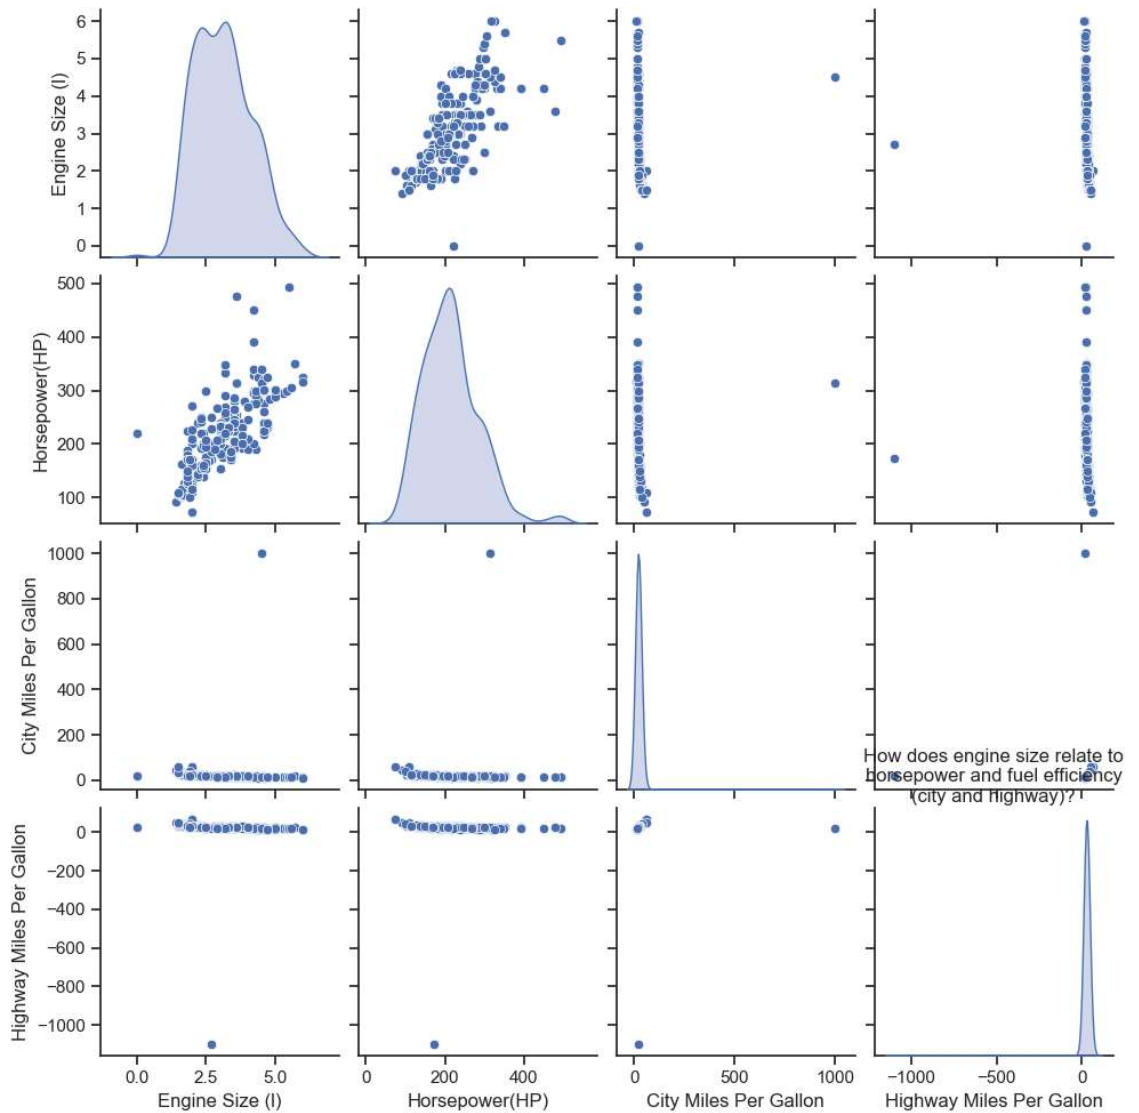 6
5
4
3
2
1
0
Engine Size (l)
500
400
300
200
100
Horsepower(HP)
1000
800
600
400
200
0
City Miles Per Gallon
How does engine size relate to
horsepower and fuel efficiency
(city and highway)?
0
−200
−400
−600
−800
−1000
Highway Miles Per Gallon
0.0 2.5 5.0
0 200 400
0 500 1000
−1000 −500 0
Engine Size (l)
Horsepower(HP)
City Miles Per Gallon
Highway Miles Per Gallon